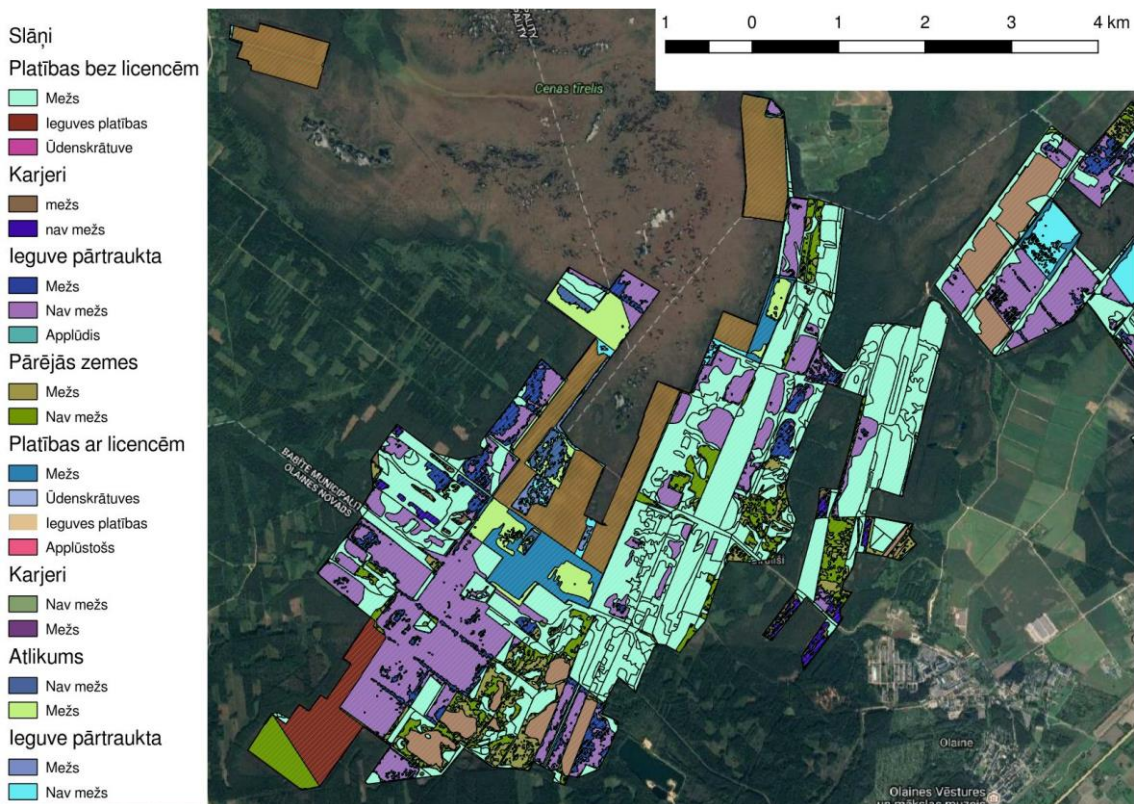 Slāņi
Platības bez licencēm
Mežs
Ieguves platības
Ūdenskrātuve
Karjeri
mežs
nav mežs
Ieguve pārtraukta
Mežs
Nav mežs
Applūdis
Pārējās zemes
Mežs
Nav mežs
Platības ar licencēm
Mežs
Ūdenskrātuves
Ieguves platības
Applūstošs
Karjeri
Nav mežs
Mežs
Atlikums
Nav mežs
Mežs
Ieguve pārtraukta
Mežs
Nav mežs
1 0 1 2 3 4 km
Cenas tīrelis
OLAINES NOVADS
Olaine
Olaines Vēstures
un mākslas muzejs